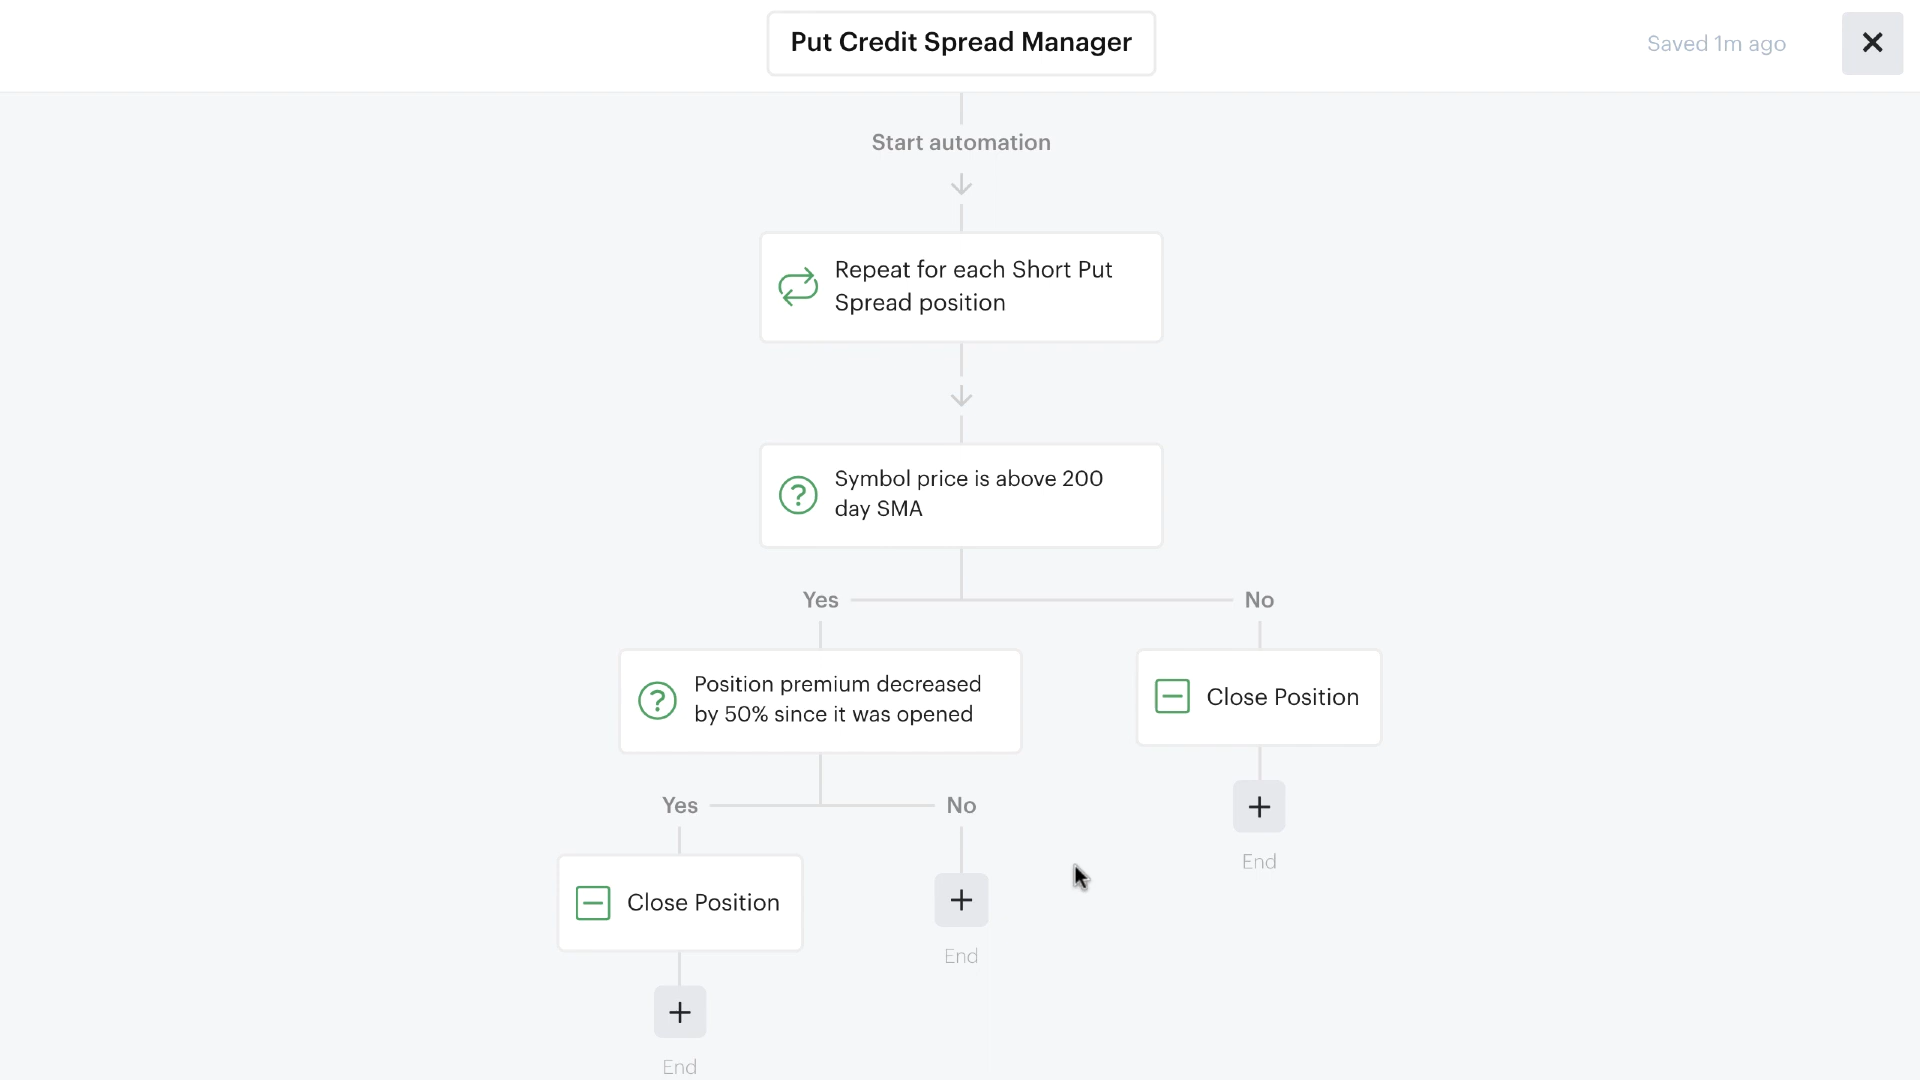 Put Credit Spread Manager
Saved 1m ago
Start automation
Repeat for each Short Put
Spread position
Symbol price is above 200
day SMA
Yes
No
Position premium decreased
by 50% since it was opened
Close Position
Yes
No
End
Close Position
End
End